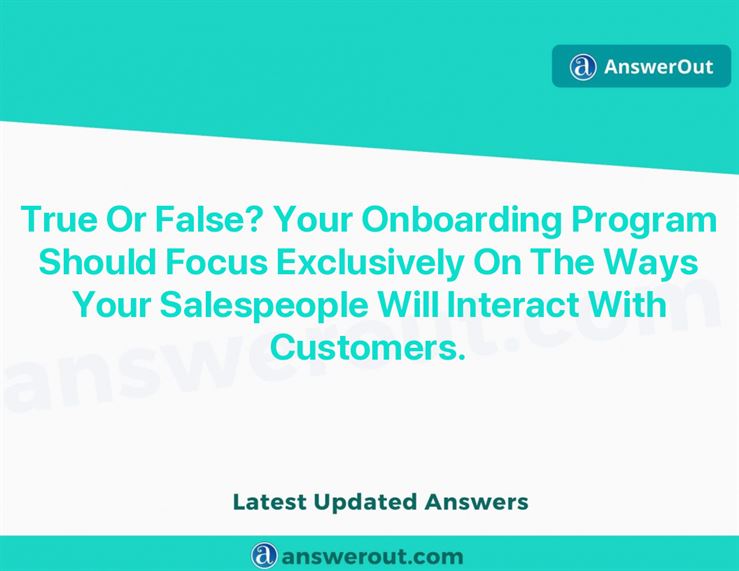 AnswerOut
True Or False? Your Onboarding Program
Should Focus Exclusively On The Ways
Your Salespeople Will Interact With
Customers.
answerout.com
Latest Updated Answers
answerout.com